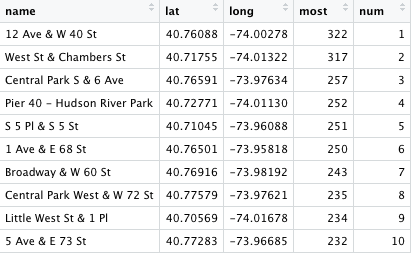 name lat long most num
12 Ave & W 40 St 40.76088 -74.00278 322 1
West St & Chambers St 40.71755 -74.01322 317 2
Central Park S & 6 Ave 40.76591 -73.97634 257 3
Pier 40 - Hudson River Park 40.72771 -74.01130 252 4
S 5 Pl & S 5 St 40.71045 -73.96088 251 5
1 Ave & E 68 St 40.76501 -73.95818 250 6
Broadway & W 60 St 40.76916 -73.98192 243 7
Central Park West & W 72 St 40.77579 -73.97621 235 8
Little West St & 1 Pl 40.70569 -74.01678 234 9
5 Ave & E 73 St 40.77283 -73.96685 232 10